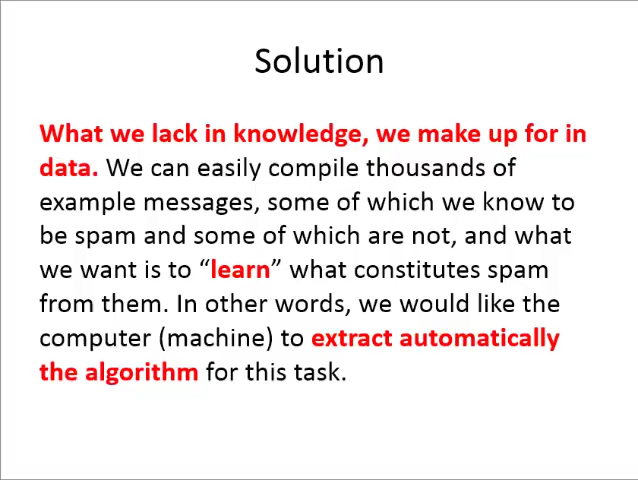 Solution
What we lack in knowledge, we make up for in
data. We can easily compile thousands of
example messages, some of which we know to
be spam and some of which are not, and what
we want is to “learn” what constitutes spam
from them. In other words, we would like the
computer (machine) to extract automatically
the algorithm for this task.